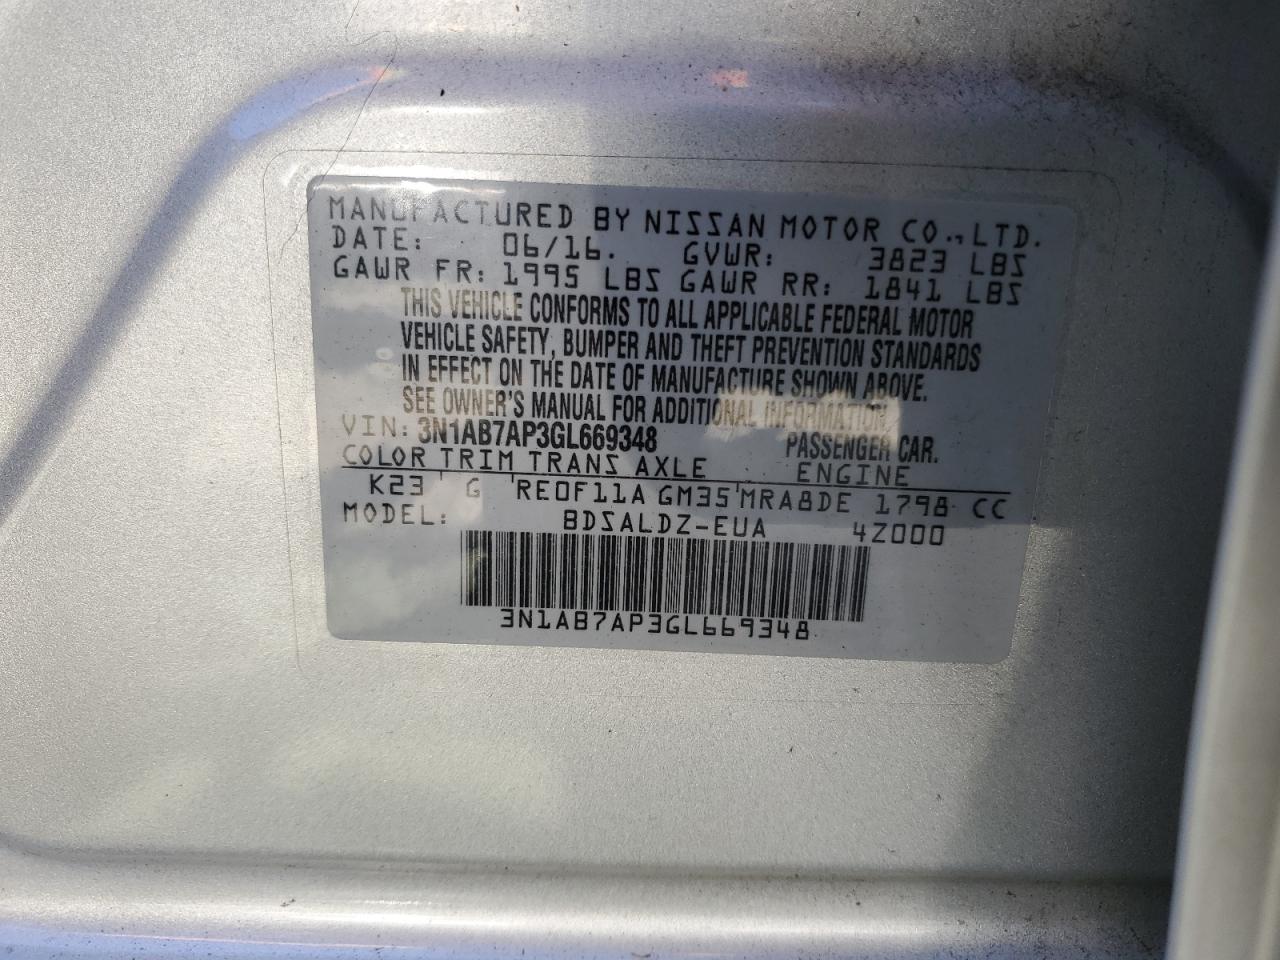 MANUFACTURED BY NISSAN MOTOR CO., LTD.
DATE: 06/16. GVWR: 3823 LBS
GAWR FR: 1995 LBS GAWR RR: 1841 LBS
THIS VEHICLE CONFORMS TO ALL APPLICABLE FEDERAL MOTOR
VEHICLE SAFETY, BUMPER AND THEFT PREVENTION STANDARDS
IN EFFECT ON THE DATE OF MANUFACTURE SHOWN ABOVE.
SEE OWNER'S MANUAL FOR ADDITIONAL INFORMATION.
VIN: 3N1AB7AP3GL669348 PASSENGER CAR.
COLOR TRIM TRANS AXLE ENGINE
K23 G RE0F11A GM35 MRA8DE 1798 CC
MODEL: BDSALDZ-EUA 4Z000
3N1AB7AP3GL669348